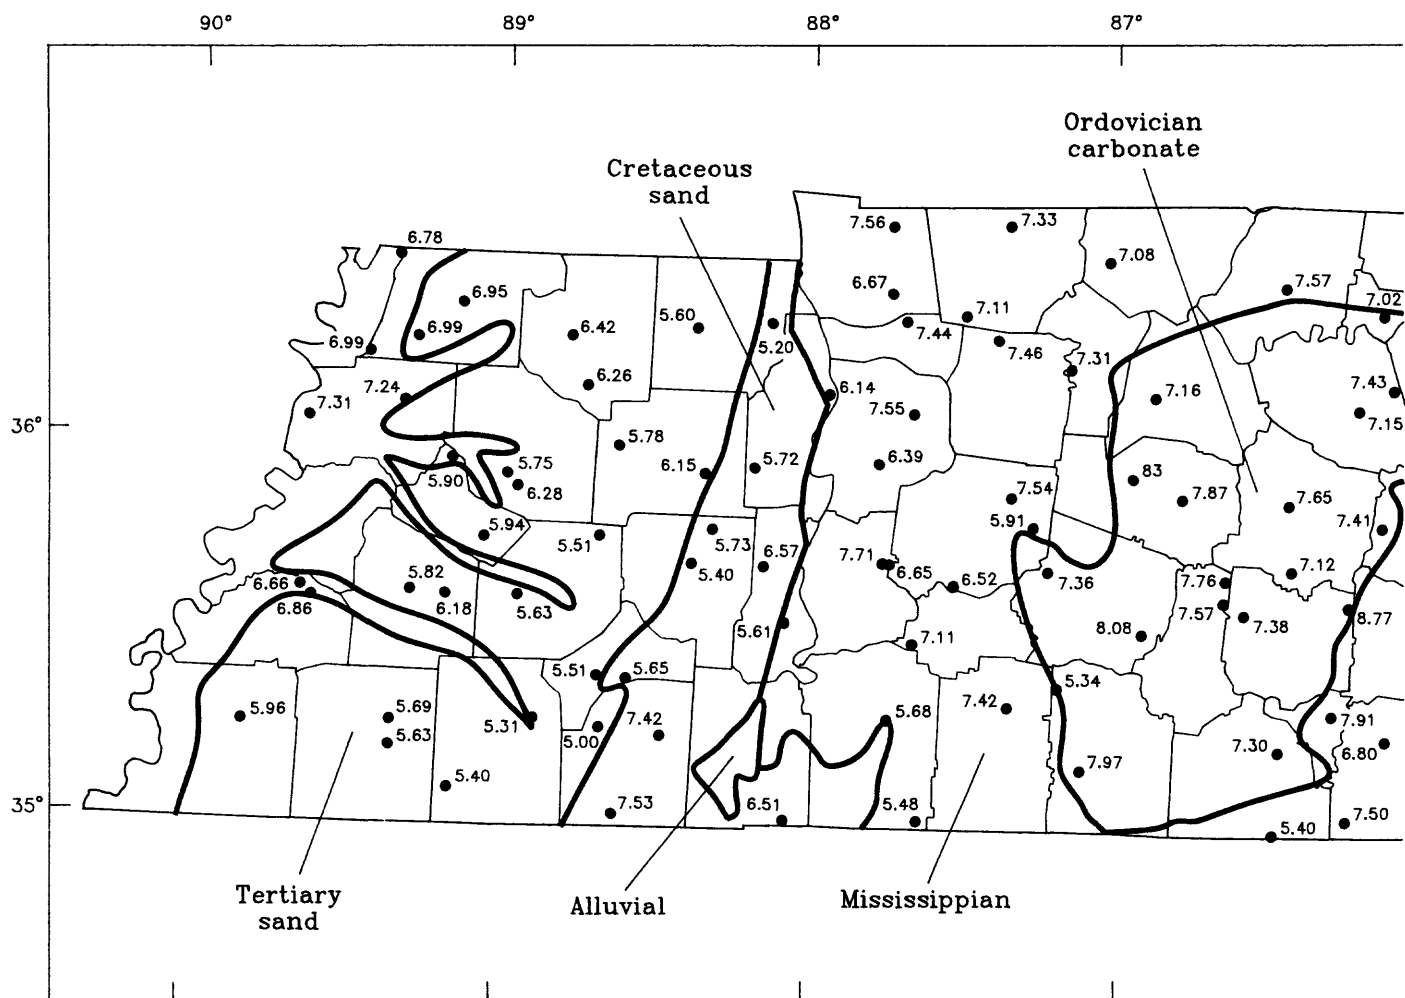 90° 89° 88° 87°
Ordovician
carbonate
Cretaceous
sand
7.56 7.33
6.78
7.08
6.67
6.95 7.57
7.02
5.60 7.11
6.99 6.42
7.44
6.99 5.20 7.46
7.31
6.26
7.24 6.14 7.16 7.43
7.31 7.55
7.15
36°
5.78
6.15 5.72 6.39
5.75
5.90 83
6.28 7.54 7.87 7.65
5.94 5.91 7.41
5.51 5.73 6.57
7.71 7.12
6.66 5.82 5.40 6.65 6.52 7.36 7.76
6.86 6.18 5.63 7.57
8.77
5.61 8.08 7.38
7.11
5.51 5.65
5.34
7.42
5.96 5.69 5.31 7.42 5.68 7.91
5.63 5.00 7.30 6.80
7.97
5.40
35°
7.53 6.51 5.48 7.50
5.40
Tertiary
sand
Alluvial
Mississippian